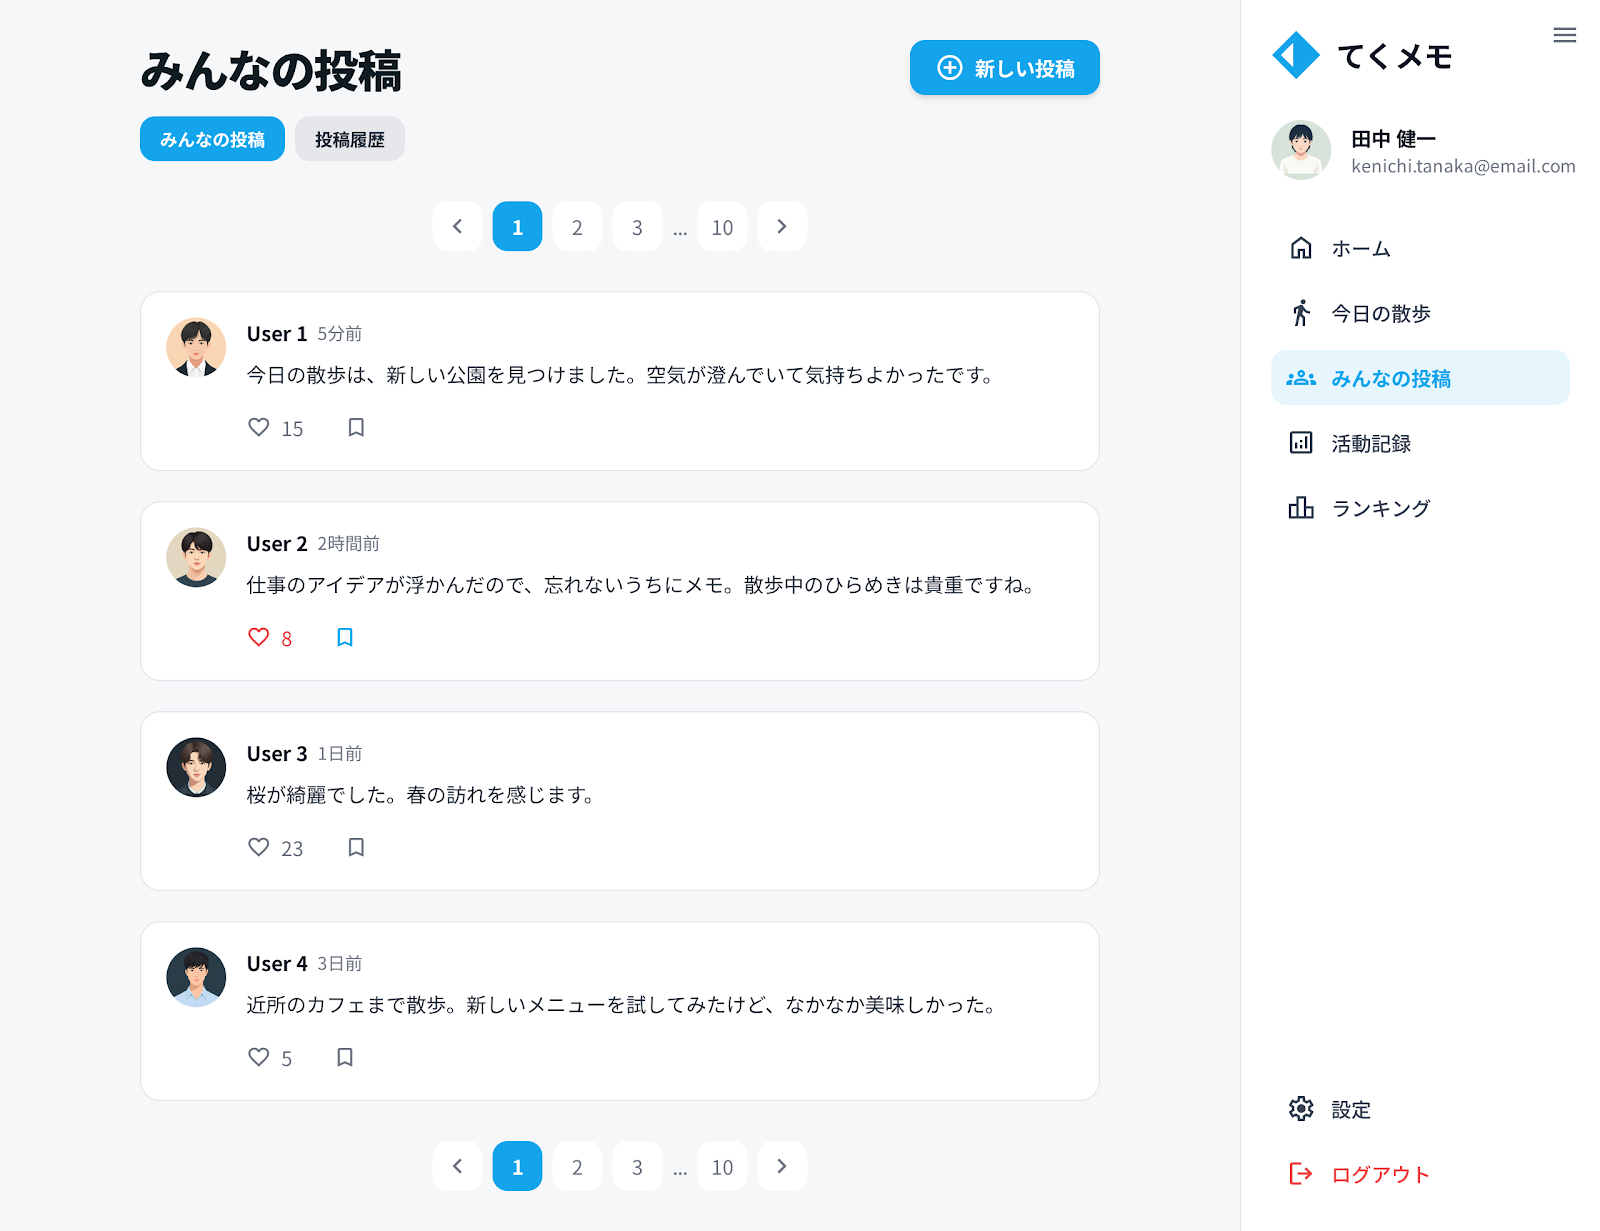 みんなの投稿
新しい投稿
みんなの投稿 投稿履歴
1 2 3 ... 10
User 1 5分前
今日の散歩は、新しい公園を見つけました。空気が澄んでいて気持ちよかったです。
15
User 2 2時間前
仕事のアイデアが浮かんだので、忘れないうちにメモ。散歩中のひらめきは貴重ですね。
8
User 3 1日前
桜が綺麗でした。春の訪れを感じます。
23
User 4 3日前
近所のカフェまで散歩。新しいメニューを試してみたけど、なかなか美味しかった。
5
1 2 3 ... 10
てくメモ
田中 健一
kenichi.tanaka@email.com
ホーム
今日の散歩
みんなの投稿
活動記録
ランキング
設定
ログアウト